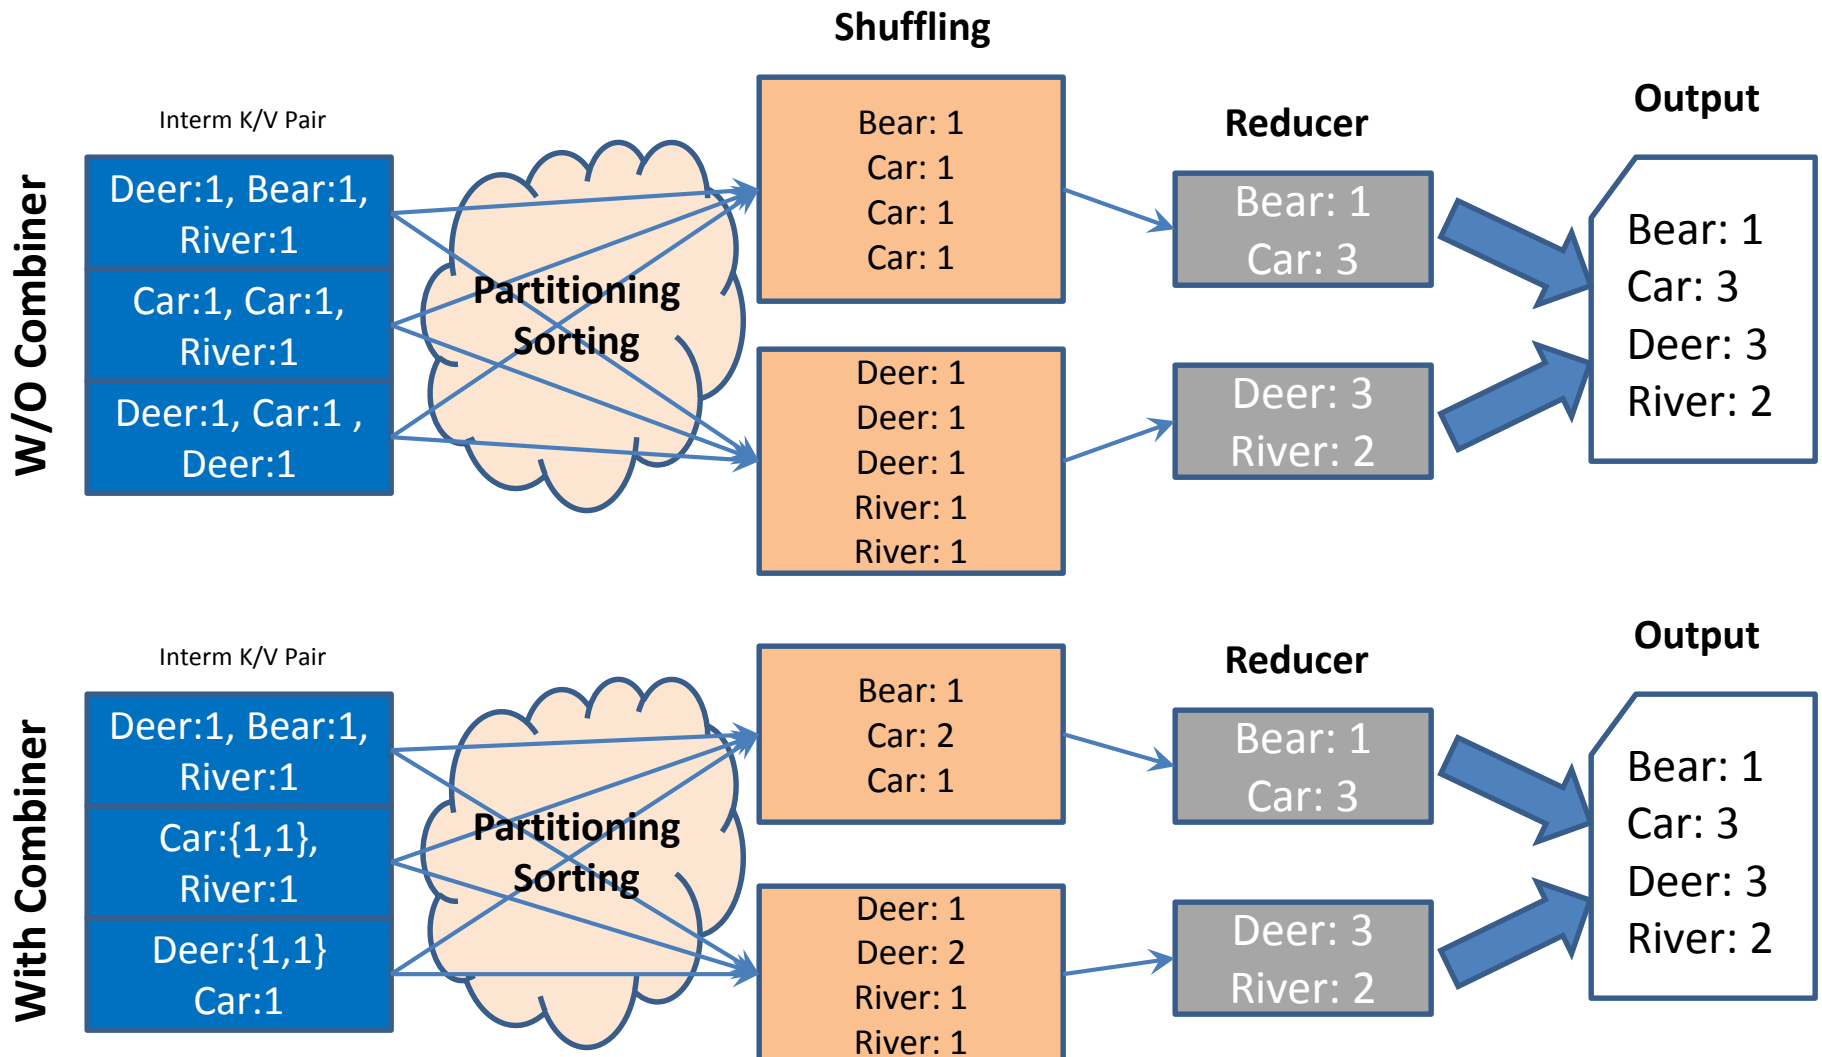 Shuffling
W/O Combiner
Interm K/V Pair
Deer:1, Bear:1,
River:1
Car:1, Car:1,
River:1
Deer:1, Car:1 ,
Deer:1
Partitioning
Sorting
Bear: 1
Car: 1
Car: 1
Car: 1
Deer: 1
Deer: 1
Deer: 1
River: 1
River: 1
Reducer
Bear: 1
Car: 3
Deer: 3
River: 2
Output
Bear: 1
Car: 3
Deer: 3
River: 2
With Combiner
Interm K/V Pair
Deer:1, Bear:1,
River:1
Car:{1,1},
River:1
Deer:{1,1}
Car:1
Partitioning
Sorting
Bear: 1
Car: 2
Car: 1
Deer: 1
Deer: 2
River: 1
River: 1
Reducer
Bear: 1
Car: 3
Deer: 3
River: 2
Output
Bear: 1
Car: 3
Deer: 3
River: 2